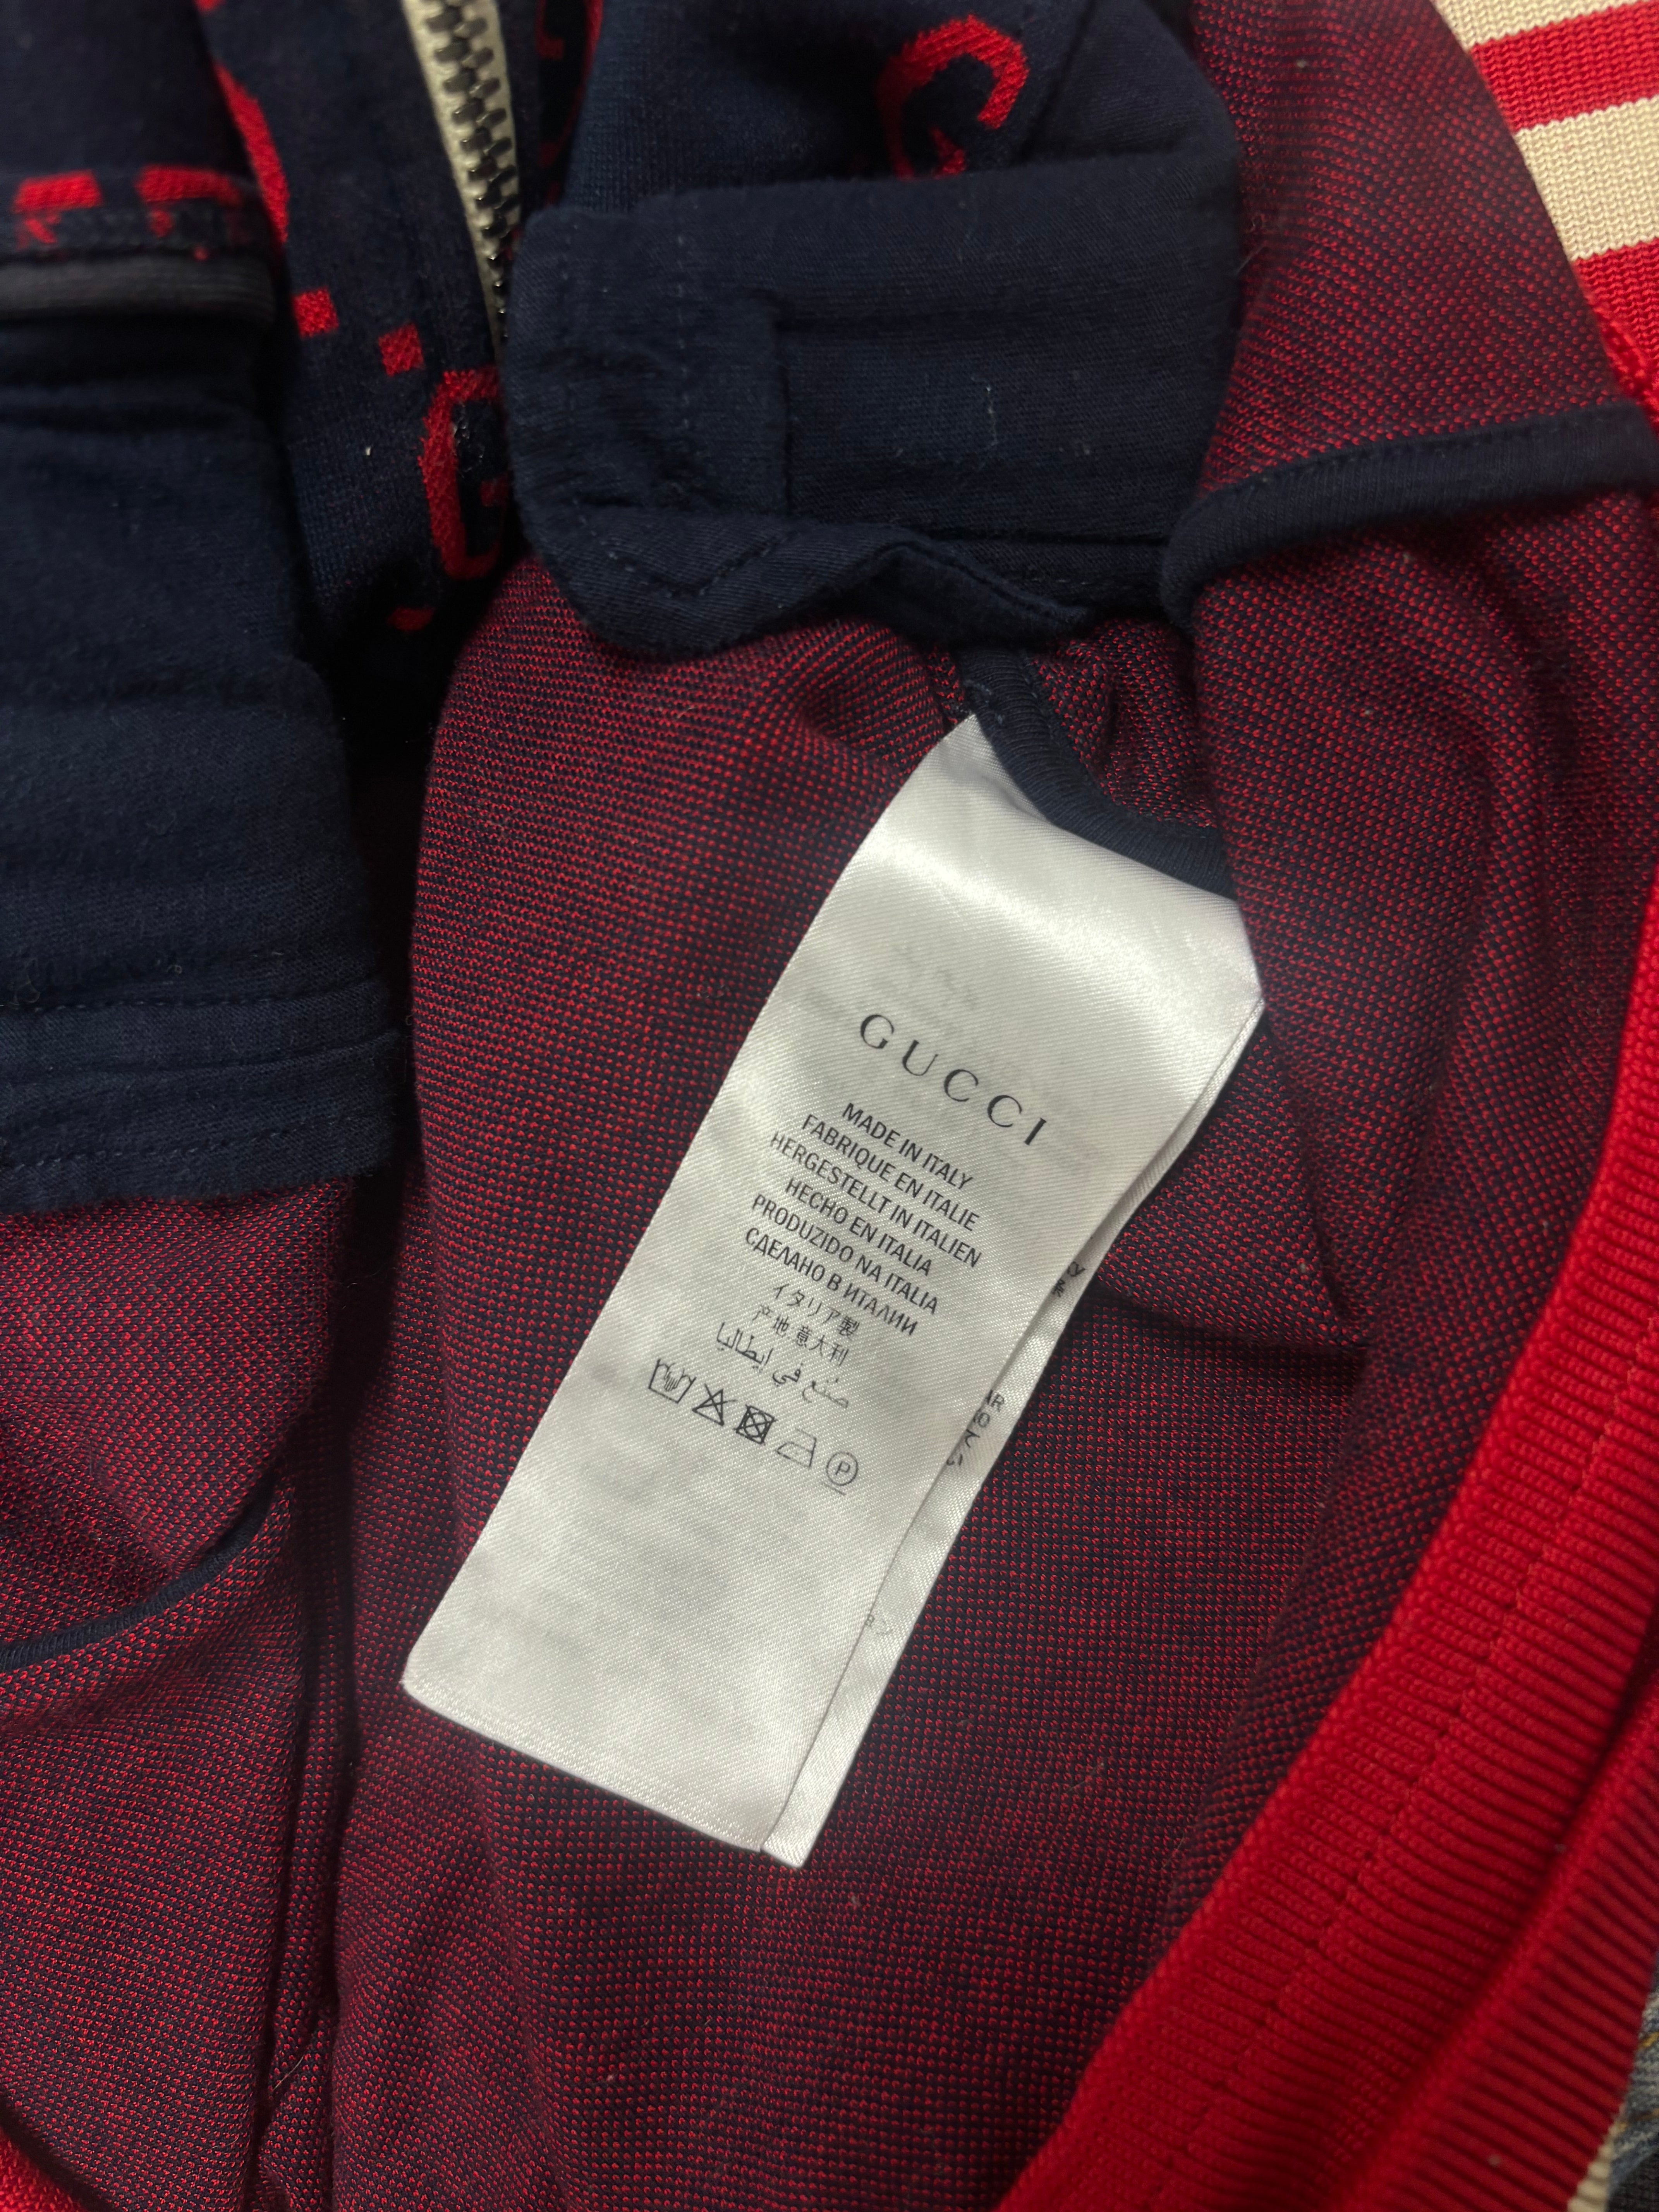 GUCCI
MADE IN ITALY
FABRIQUE EN ITALIE
HERGESTELLT IN ITALIEN
HECHO EN ITALIA
PRODUZIDO NA ITALIA
СДЕЛАНО В ИТАЛИИ
イタリア製
产地 意大利
صنع في ايطاليا
P